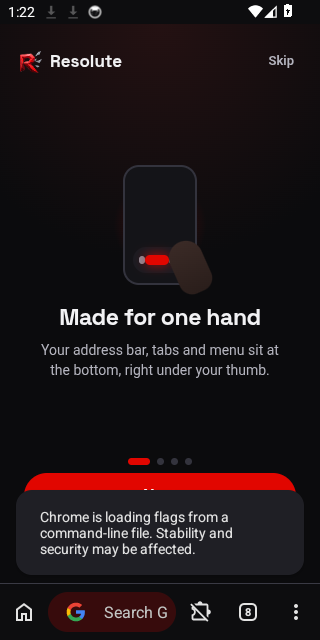 1:22
Resolute
Skip
Made for one hand
Your address bar, tabs and menu sit at
the bottom, right under your thumb.
Chrome is loading flags from a
command-line file. Stability and
security may be affected.
Search G
8